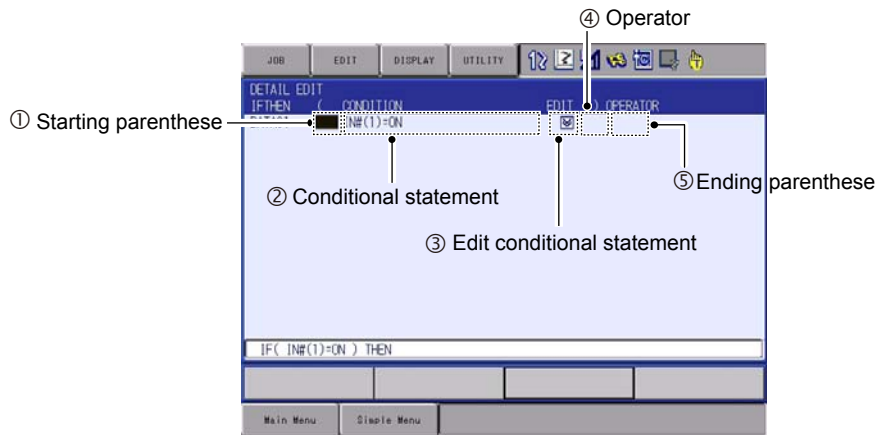 ④ Operator
JOB EDIT DISPLAY UTILITY
DETAIL EDIT
IFTHEN ( CONDITION EDIT ) OPERATOR
① Starting parenthese
IN#(1)=ON
② Conditional statement
⑤Ending parenthese
③ Edit conditional statement
IF( IN#(1)=ON ) THEN
Main Menu Simple Menu